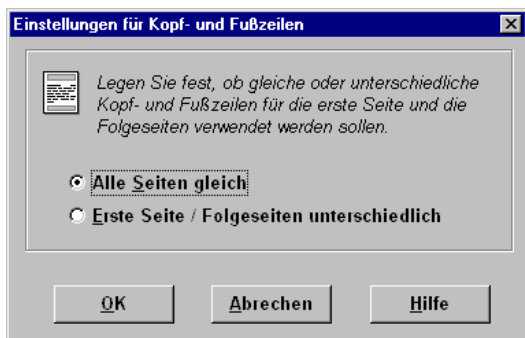 Einstellungen für Kopf- und Fußzeilen
Legen Sie fest, ob gleiche oder unterschiedliche
Kopf- und Fußzeilen für die erste Seite und die
Folgeseiten verwendet werden sollen.
Alle Seiten gleich
Erste Seite / Folgeseiten unterschiedlich
OK Abrechen Hilfe